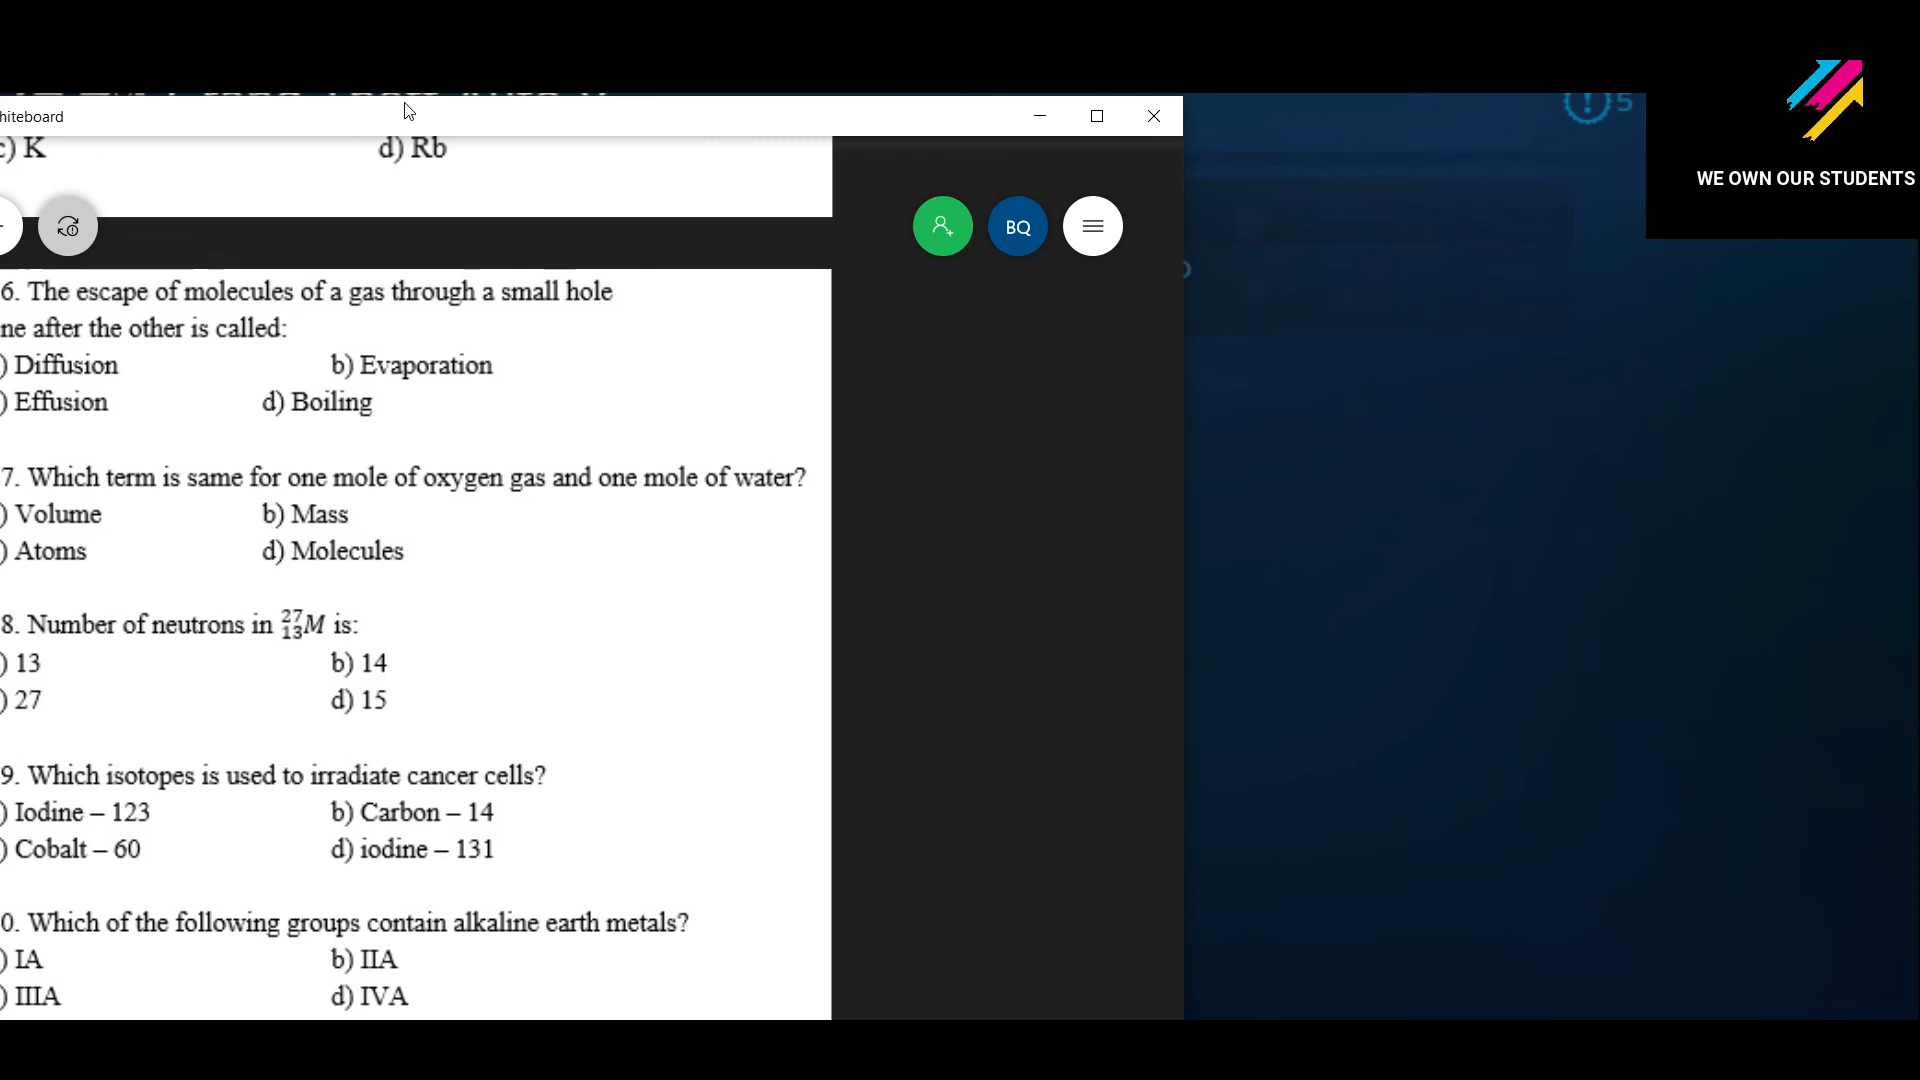 5
WE OWN OUR STUDENTS
hiteboard
c) K d) Rb
BQ
6. The escape of molecules of a gas through a small hole
ne after the other is called:
) Diffusion b) Evaporation
) Effusion d) Boiling
7. Which term is same for one mole of oxygen gas and one mole of water?
) Volume b) Mass
) Atoms d) Molecules
8. Number of neutrons in ²⁷₁₃M is:
) 13 b) 14
) 27 d) 15
9. Which isotopes is used to irradiate cancer cells?
) Iodine – 123 b) Carbon – 14
) Cobalt – 60 d) iodine – 131
0. Which of the following groups contain alkaline earth metals?
) IA b) IIA
) IIIA d) IVA